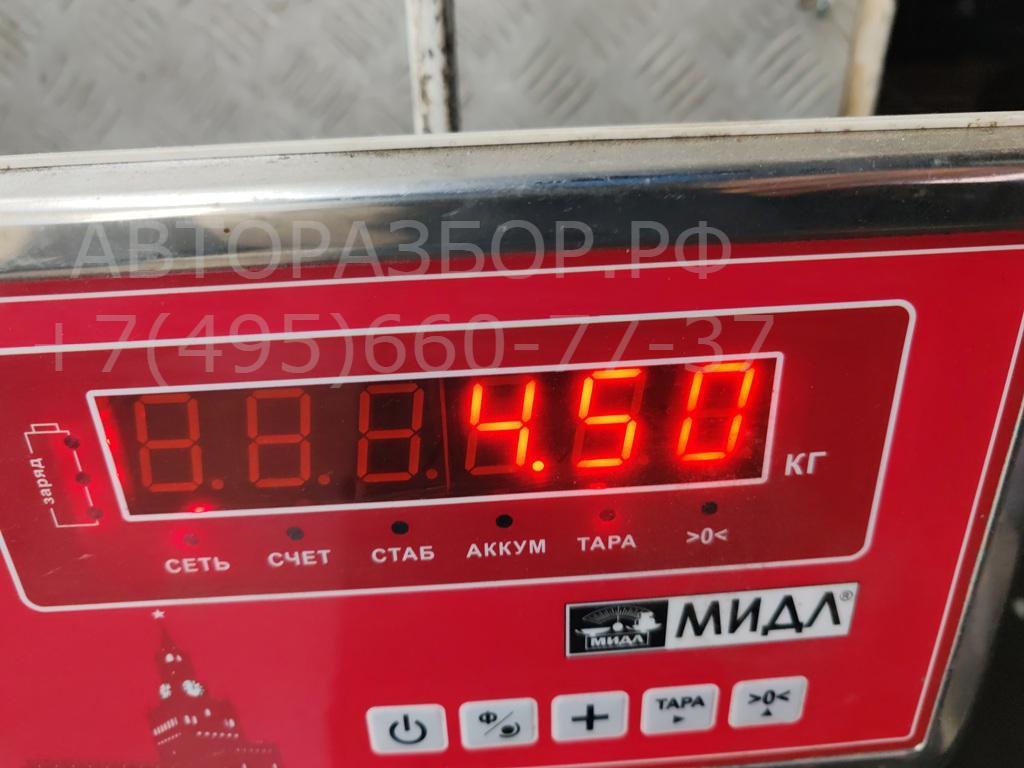 АВТОРАЗБОР.РФ
+7(495)660-77-37
4.50
КГ
заряд
СЕТЬ СЧЕТ СТАБ АККУМ ТАРА >0<
МИДЛ МИДЛ®
Ф ТАРА >0<